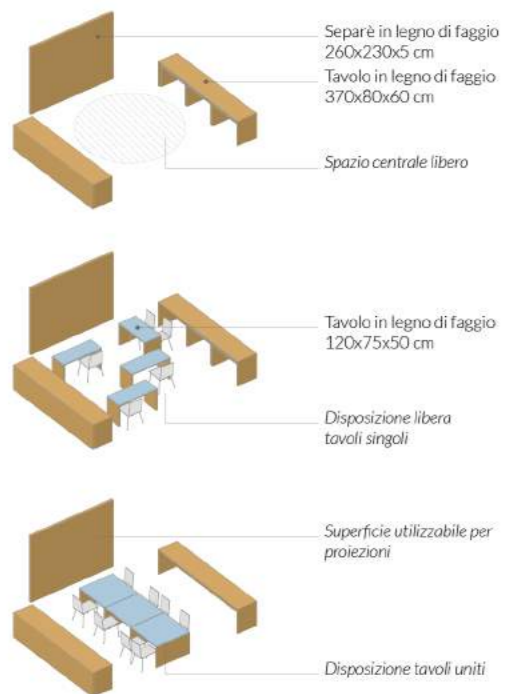 Separè in legno di faggio
260x230x5 cm
Tavolo in legno di faggio
370x80x60 cm
Spazio centrale libero
Tavolo in legno di faggio
120x75x50 cm
Disposizione libera
tavoli singoli
Superficie utilizzabile per
proiezioni
Disposizione tavoli uniti